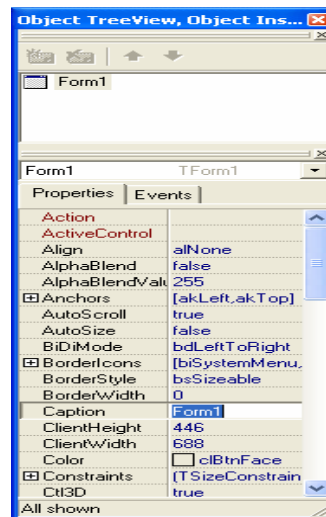 Object TreeView, Object Ins...
Form1
Form1 TForm1
Properties Events
Action
ActiveControl
Align alNone
AlphaBlend false
AlphaBlendValu 255
Anchors [akLeft,akTop]
AutoScroll true
AutoSize false
BiDiMode bdLeftToRight
BorderIcons [biSystemMenu,
BorderStyle bsSizeable
BorderWidth 0
Caption Form1
ClientHeight 446
ClientWidth 688
Color clBtnFace
Constraints (TSizeConstrain
Ctl3D true
All shown